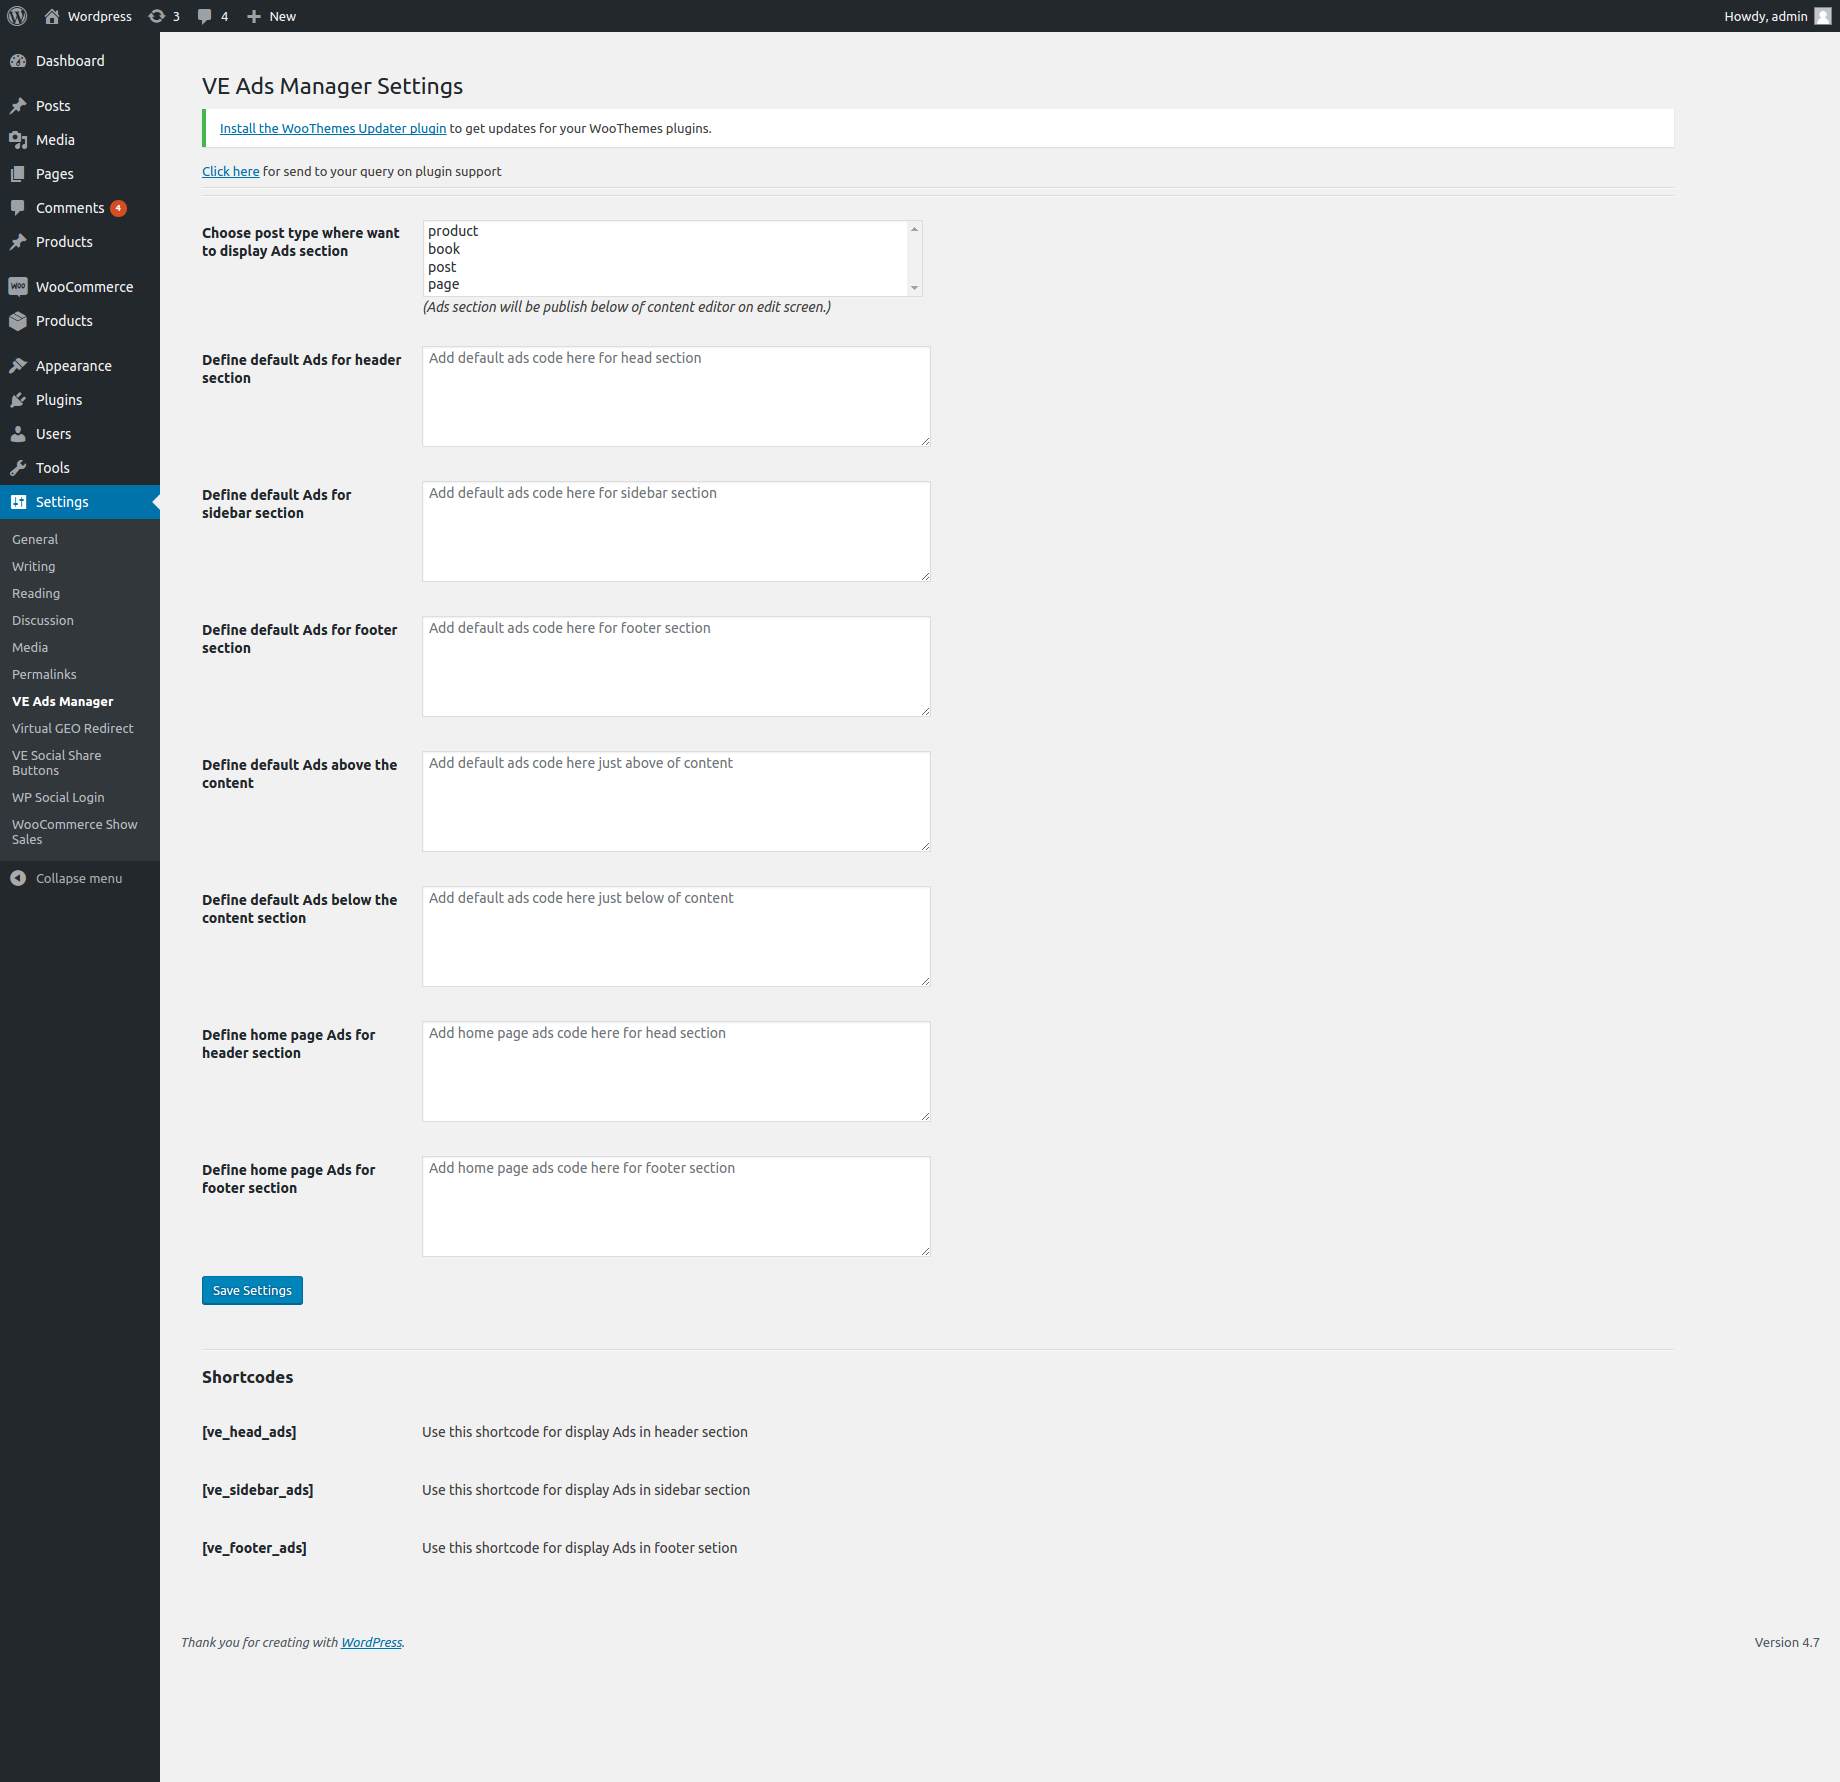 Wordpress 3 4 New Howdy, admin
Dashboard
Posts
Media
Pages
Comments 4
Products
WOO WooCommerce
Products
Appearance
Plugins
Users
Tools
Settings
General
Writing
Reading
Discussion
Media
Permalinks
VE Ads Manager
Virtual GEO Redirect
VE Social Share
Buttons
WP Social Login
WooCommerce Show
Sales
Collapse menu
VE Ads Manager Settings
Install the WooThemes Updater plugin to get updates for your WooThemes plugins.
Click here for send to your query on plugin support
Choose post type where want
to display Ads section
product
book
post
page
(Ads section will be publish below of content editor on edit screen.)
Define default Ads for header
section
Add default ads code here for head section
Define default Ads for
sidebar section
Add default ads code here for sidebar section
Define default Ads for footer
section
Add default ads code here for footer section
Define default Ads above the
content
Add default ads code here just above of content
Define default Ads below the
content section
Add default ads code here just below of content
Define home page Ads for
header section
Add home page ads code here for head section
Define home page Ads for
footer section
Add home page ads code here for footer section
Save Settings
Shortcodes
[ve_head_ads] Use this shortcode for display Ads in header section
[ve_sidebar_ads] Use this shortcode for display Ads in sidebar section
[ve_footer_ads] Use this shortcode for display Ads in footer setion
Thank you for creating with WordPress. Version 4.7